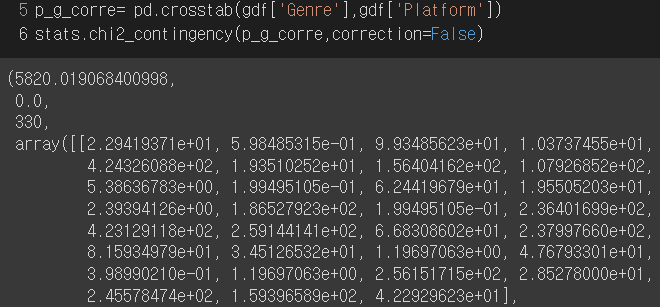 5 p_g_corre= pd.crosstab(gdf['Genre'],gdf['Platform'])
6 stats.chi2_contingency(p_g_corre,correction=False)
(5820.019068400998,
0.0,
330,
array([[2.29419371e+01, 5.98485315e-01, 9.93485623e+01, 1.03737455e+01,
4.24326088e+02, 1.93510252e+01, 1.56404162e+02, 1.07926852e+02,
5.38636783e+00, 1.99495105e-01, 6.24419679e+01, 1.95505203e+01,
2.39394126e+00, 1.86527923e+02, 1.99495105e-01, 2.36401699e+02,
4.23129118e+02, 2.59144141e+02, 6.68308602e+01, 2.37997660e+02,
8.15934979e+01, 3.45126532e+01, 1.19697063e+00, 4.76793301e+01,
3.98990210e-01, 1.19697063e+00, 2.56151715e+02, 2.85278000e+01,
2.45578474e+02, 1.59396589e+02, 4.22929623e+01],